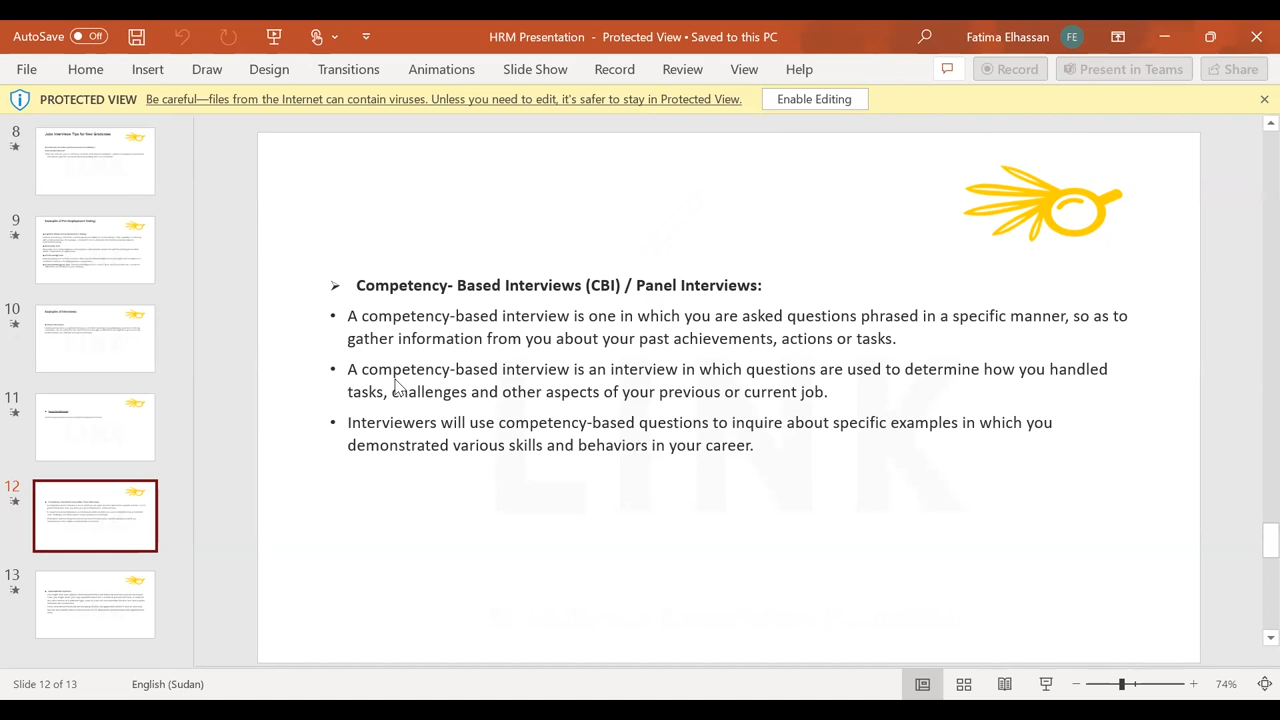 AutoSave Off HRM Presentation - Protected View • Saved to this PC Fatima Elhassan FE
File Home Insert Draw Design Transitions Animations Slide Show Record Review View Help Record Present in Teams Share
PROTECTED VIEW Be careful—files from the Internet can contain viruses. Unless you need to edit, it's safer to stay in Protected View. Enable Editing
8
Jobs Interviews Tips for New Graduates
9
10
11
12
13
➢ Competency- Based Interviews (CBI) / Panel Interviews:
• A competency-based interview is one in which you are asked questions phrased in a specific manner, so as to
gather information from you about your past achievements, actions or tasks.
• A competency-based interview is an interview in which questions are used to determine how you handled
tasks, challenges and other aspects of your previous or current job.
• Interviewers will use competency-based questions to inquire about specific examples in which you
demonstrated various skills and behaviors in your career.
LINK
Slide 12 of 13 English (Sudan) 74%